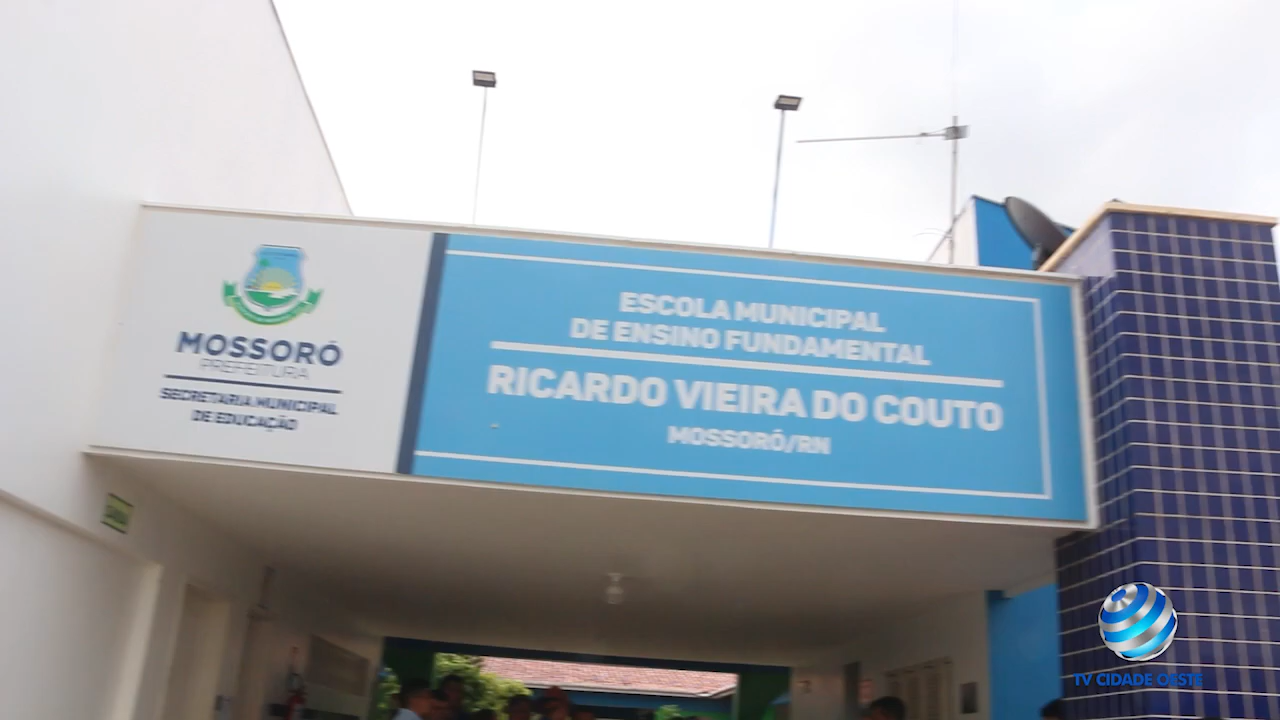 MOSSORÓ
PREFEITURA
SECRETARIA MUNICIPAL
DE EDUCAÇÃO
ESCOLA MUNICIPAL
DE ENSINO FUNDAMENTAL
RICARDO VIEIRA DO COUTO
MOSSORÓ/RN
TV CIDADE OESTE